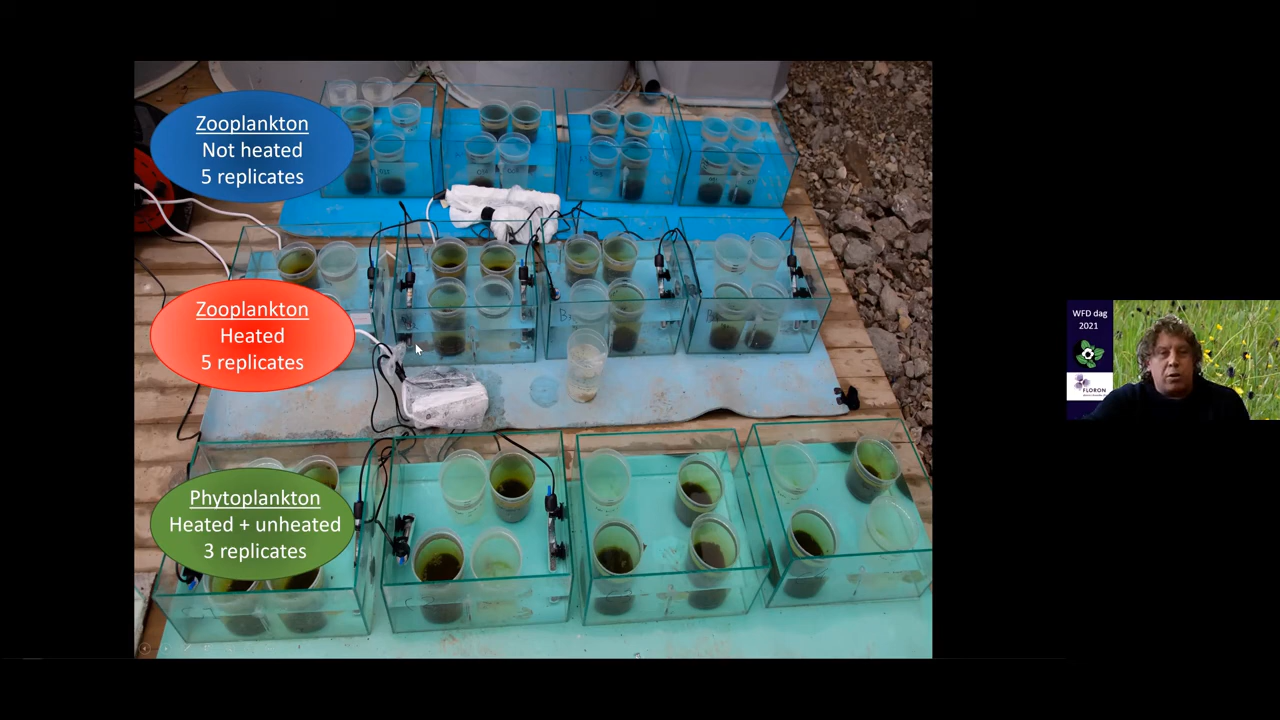 Zooplankton
Not heated
5 replicates
Zooplankton
Heated
5 replicates
Phytoplankton
Heated + unheated
3 replicates
WFD dag
2021
FLORON